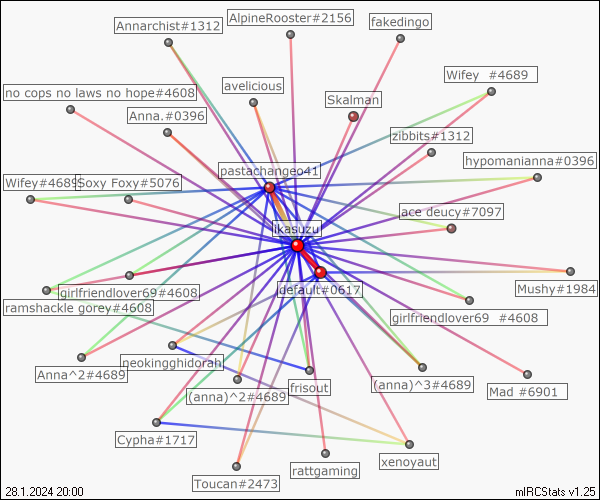 AlpineRooster#2156
fakedingo
Annarchist#1312
Wifey #4689
avelicious
no cops no laws no hope#4608
Skalman
Anna.#0396
zibbits#1312
hypomanianna#0396
pastachangeo41
Wifey#4689
Soxy Foxy#5076
ace deucy#7097
ikasuzu
Mushy#1984
default#0617
girlfriendlover69#4608
ramshackle gorey#4608
girlfriendlover69 #4608
neokingghidorah
Anna^2#4689
(anna)^3#4689
frisout
Mad #6901
(anna)^2#4689
Cypha#1717
xenoyaut
rattgaming
Toucan#2473
28.1.2024 20:00
mIRCStats v1.25